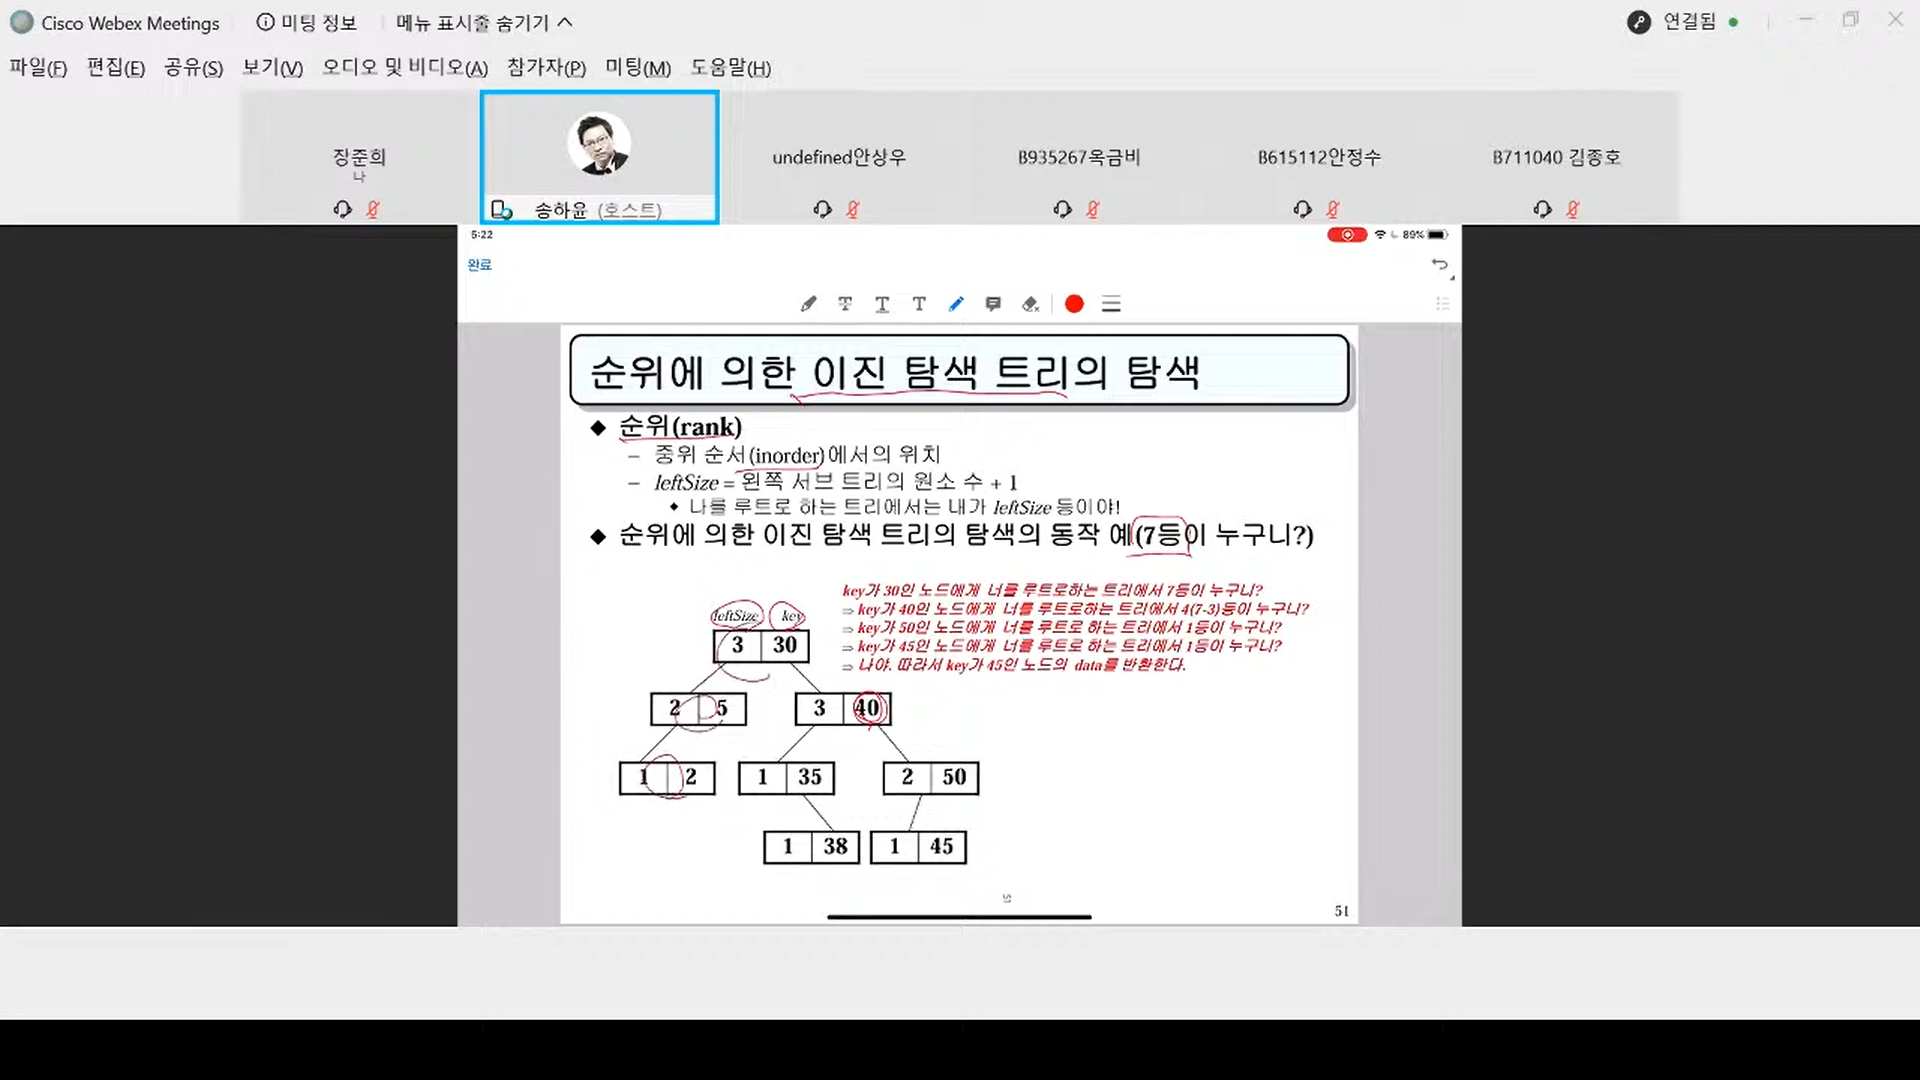 Cisco Webex Meetings 미팅 정보 메뉴 표시줄 숨기기 연결됨
파일(F) 편집(E) 공유(S) 보기(V) 오디오 및 비디오(A) 참가자(P) 미팅(M) 도움말(H)
장준희 undefined안상우 B935267옥금비 B615112안정수 B711040 김종호
나
송하윤 (호스트)
5:22 89%
완료
순위에 의한 이진 탐색 트리의 탐색
◆ 순위(rank)
– 중위 순서(inorder)에서의 위치
– leftSize = 왼쪽 서브 트리의 원소 수 + 1
◆ 나를 루트로 하는 트리에서는 내가 leftSize 등이야!
◆ 순위에 의한 이진 탐색 트리의 탐색의 동작 예(7등이 누구니?)
key가 30인 노드에게 너를 루트로하는 트리에서 7등이 누구니?
⇒ key가 40인 노드에게 너를 루트로하는 트리에서 4(7-3)등이 누구니?
⇒ key가 50인 노드에게 너를 루트로 하는 트리에서 1등이 누구니?
⇒ key가 45인 노드에게 너를 루트로 하는 트리에서 1등이 누구니?
⇒ 나야. 따라서 key가 45인 노드의 data를 반환한다.
leftSize key
3 30
2 5 3 40
1 2 1 35 2 50
1 38 1 45
51
51